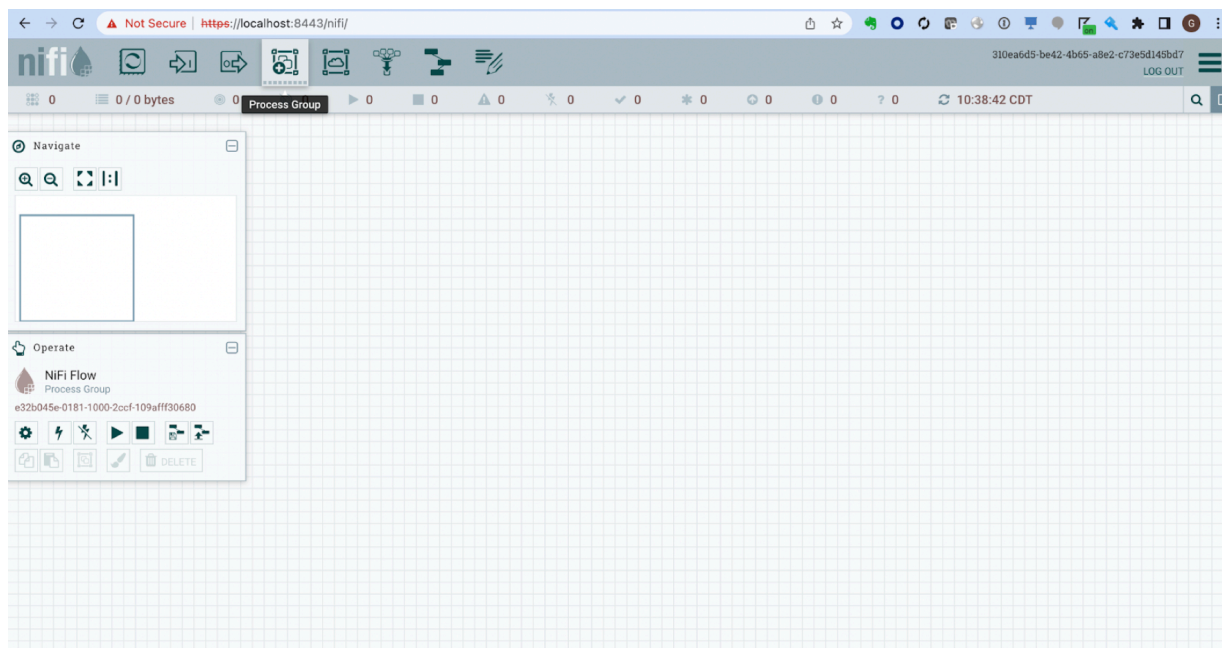 Not Secure | https://localhost:8443/nifi/
on
G
nifi
310ea6d5-be42-4b65-a8e2-c73e5d145bd7
LOG OUT
0 0 / 0 bytes 0 0 0 0 0 0 0 0 0 ? 0 10:38:42 CDT
Process Group
Navigate
Operate
NiFi Flow
Process Group
e32b045e-0181-1000-2ccf-109afff30680
DELETE